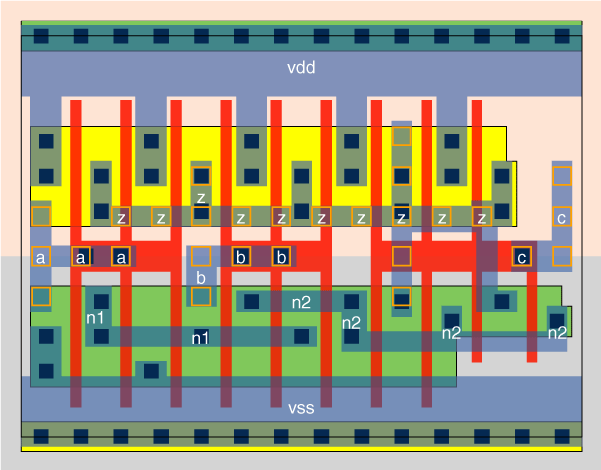 vdd
z
z z z z z z z z z
c
a a a b b c
b
n2
n1 n2 n2 n2
n1
vss